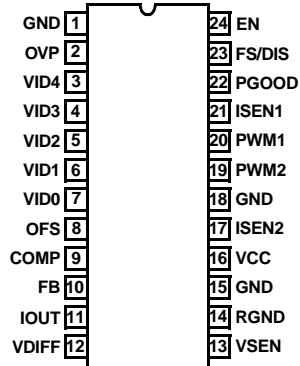 GND 1 24 EN
OVP 2 23 FS/DIS
VID4 3 22 PGOOD
VID3 4 21 ISEN1
VID2 5 20 PWM1
VID1 6 19 PWM2
VID0 7 18 GND
OFS 8 17 ISEN2
COMP 9 16 VCC
FB 10 15 GND
IOUT 11 14 RGND
VDIFF 12 13 VSEN